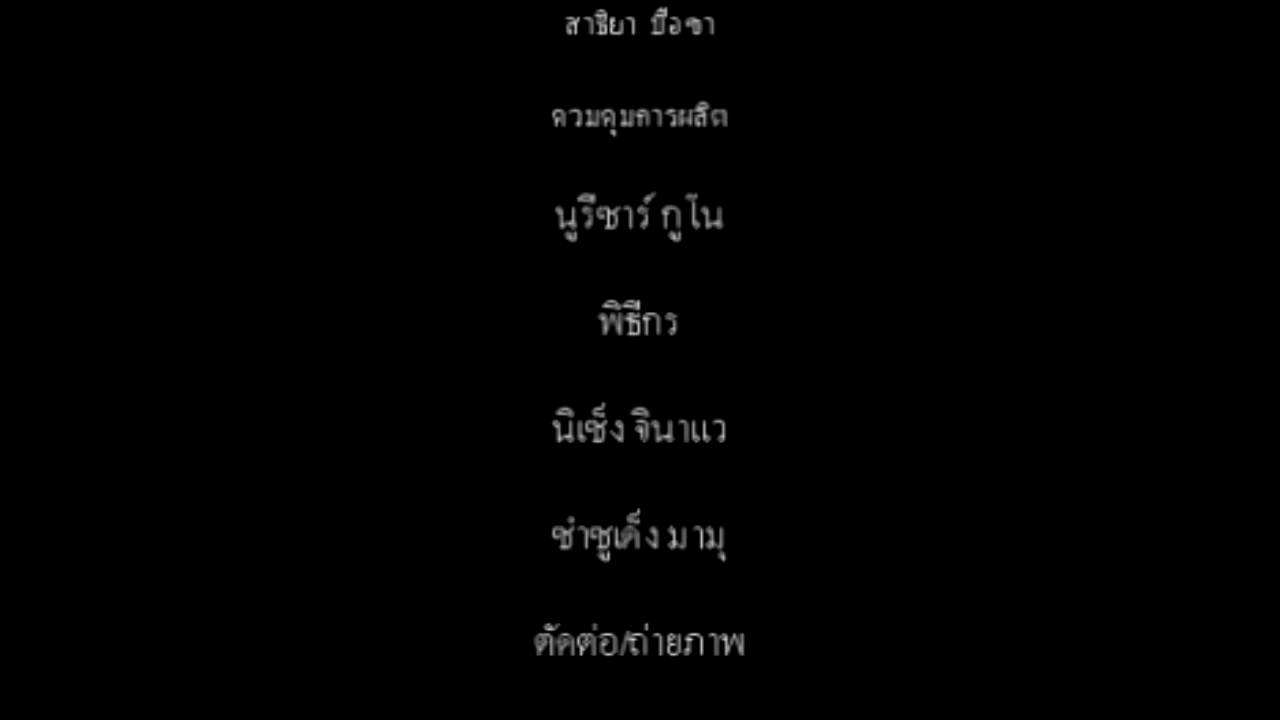 สาธิยา บือซา
ควมคุมการผลิต
นูรีซาร์ กูโน
พิธีกร
นิเซ็ง จินาแว
ซำซูเด็ง มามุ
ตัดต่อ/ถ่ายภาพ